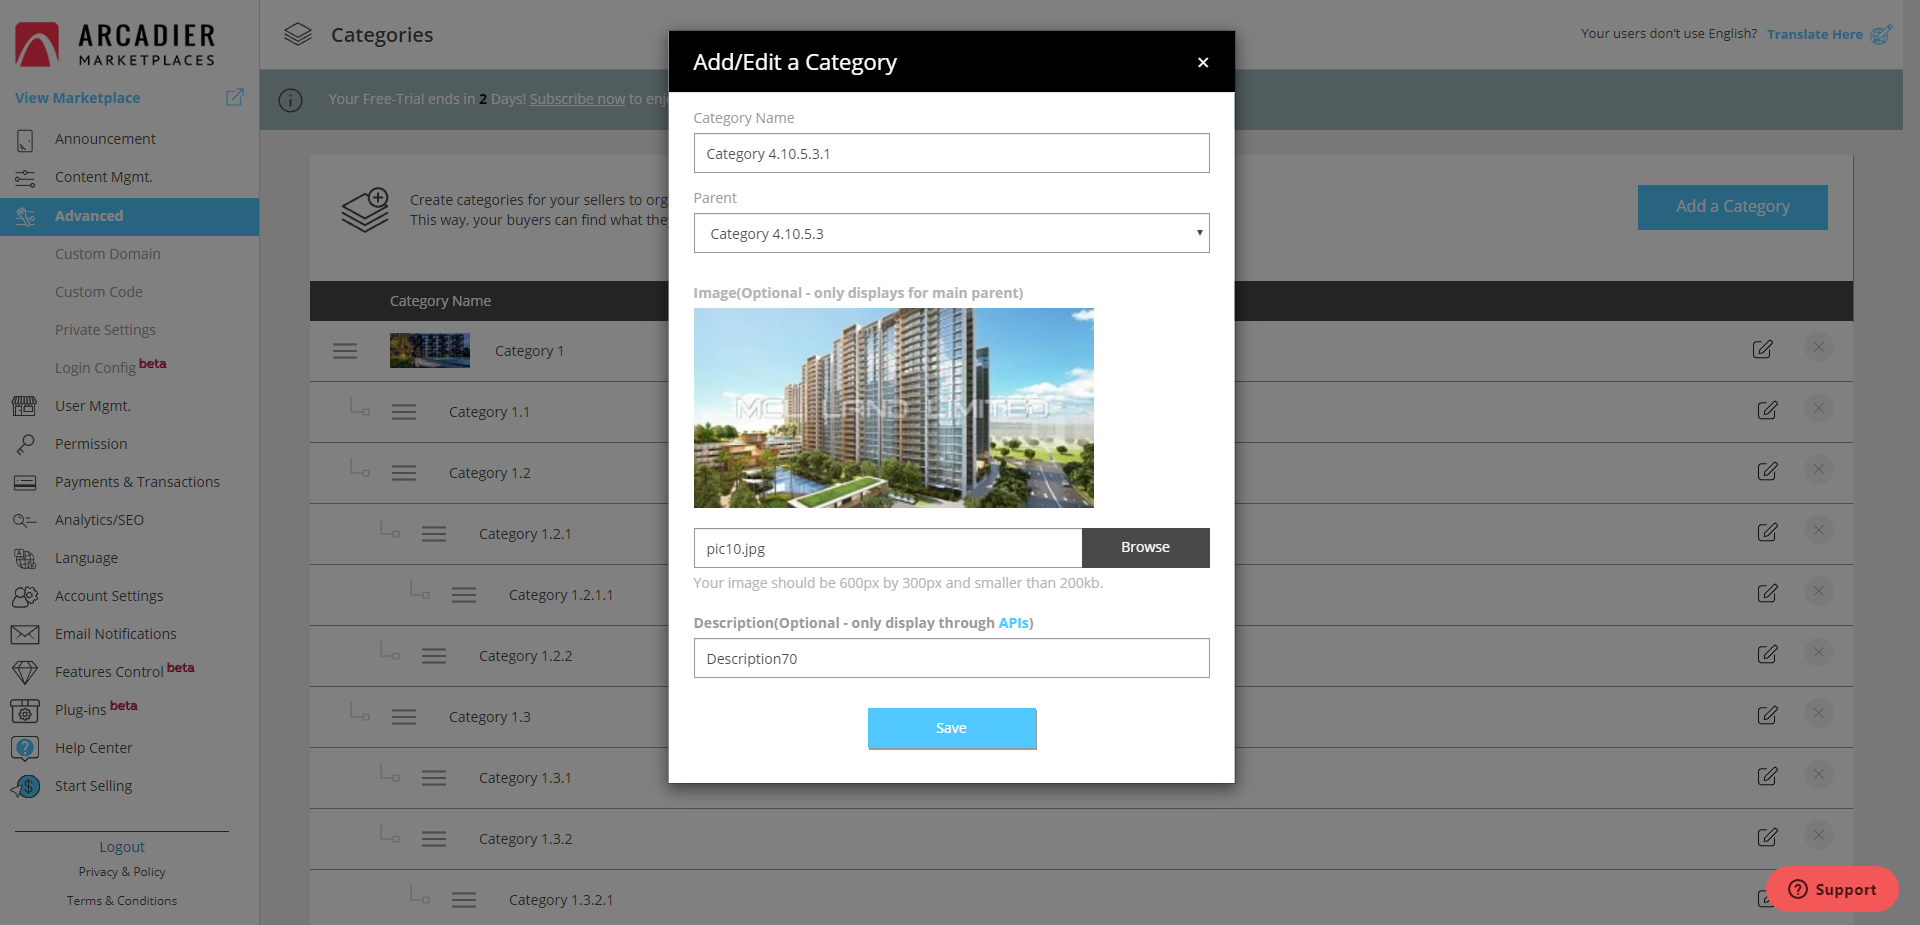 ARCADIER
MARKETPLACES
View Marketplace
Announcement
Content Mgmt.
Advanced
Custom Domain
Custom Code
Private Settings
Login Config beta
User Mgmt.
Permission
Payments & Transactions
Analytics/SEO
Language
Account Settings
Email Notifications
Features Control beta
Plug-ins beta
Help Center
Start Selling
Logout
Privacy & Policy
Terms & Conditions
Categories
Your users don't use English? Translate Here
Your Free-Trial ends in 2 Days! Subscribe now to enj
Create categories for your sellers to org
This way, your buyers can find what the
Add a Category
Category Name
Category 1
Category 1.1
Category 1.2
Category 1.2.1
Category 1.2.1.1
Category 1.2.2
Category 1.3
Category 1.3.1
Category 1.3.2
Category 1.3.2.1
Add/Edit a Category
Category Name
Category 4.10.5.3.1
Parent
Category 4.10.5.3
Image(Optional - only displays for main parent)
MCL LAND LIMITED
pic10.jpg
Browse
Your image should be 600px by 300px and smaller than 200kb.
Description(Optional - only display through APIs)
Description70
Save
Support